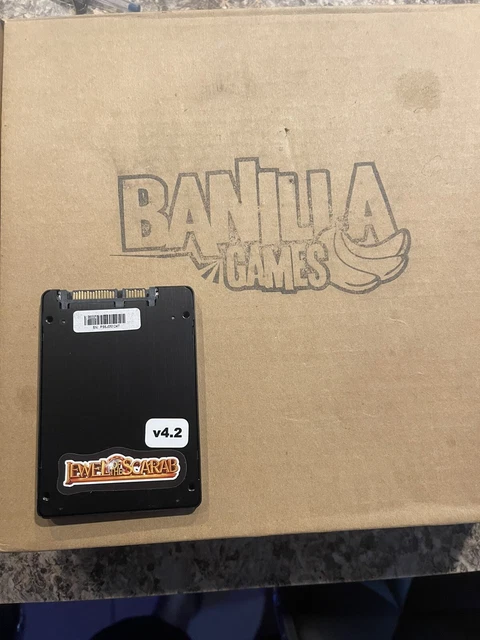 BANILLA
GAMES
v4.2
JEWEL OF THE SCARAB